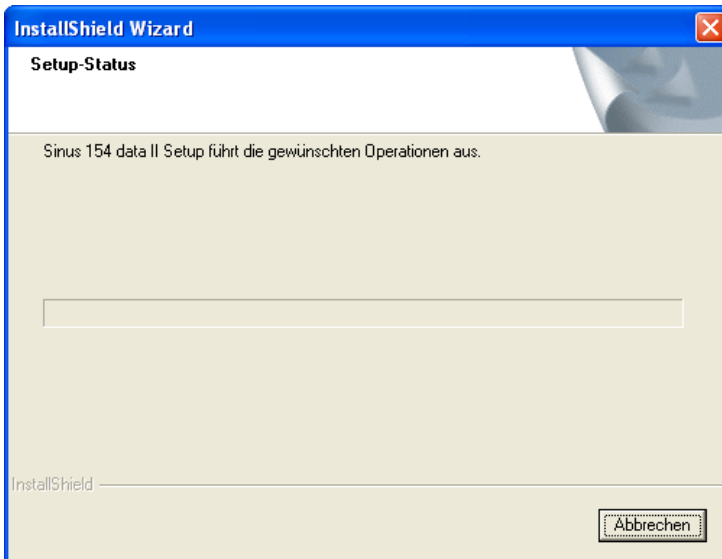 InstallShield Wizard
Setup-Status
Sinus 154 data II Setup führt die gewünschten Operationen aus.
InstallShield
Abbrechen